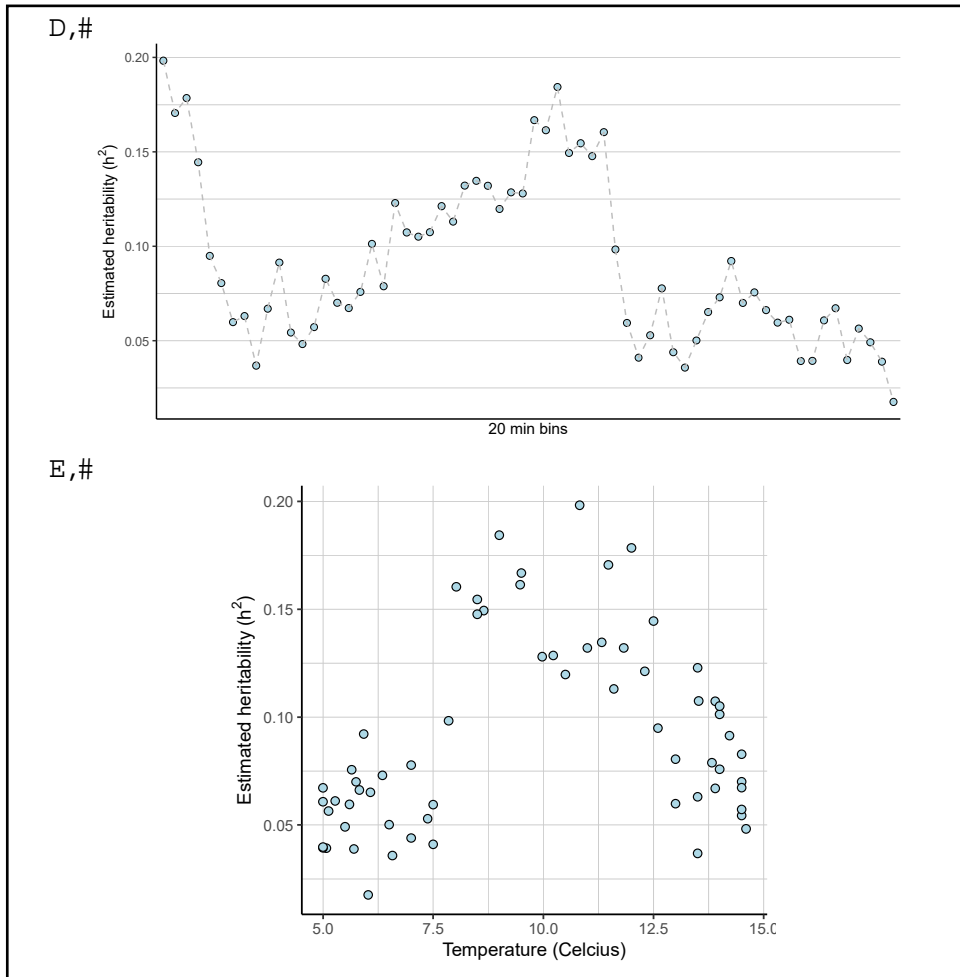 D,#
0.20
0.15
0.10
0.05
Estimated heritability (h²)
20 min bins
E,#
0.20
0.15
0.10
0.05
Estimated heritability (h²)
5.0 7.5 10.0 12.5 15.0
Temperature (Celcius)